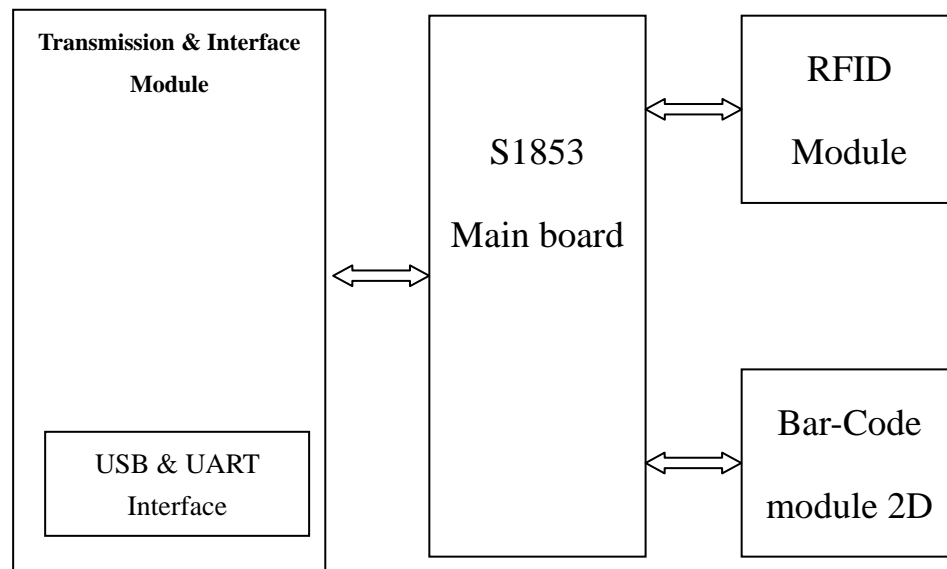 Transmission & Interface
Module
USB & UART
Interface
S1853
Main board
RFID
Module
Bar-Code
module 2D